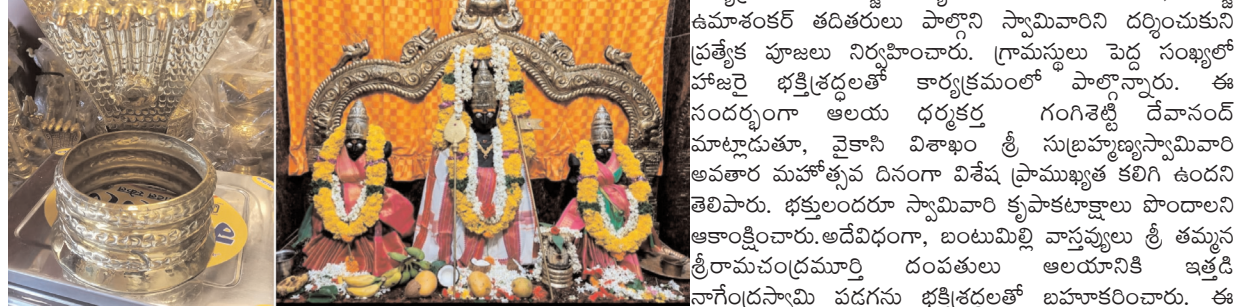 ఉమాశంకర్ తదితరులు పాల్గొని స్వామివారిని దర్శించుకుని
ప్రత్యేక పూజలు నిర్వహించారు. గ్రామస్థులు పెద్ద సంఖ్యలో
హాజరై భక్తిశ్రద్ధలతో కార్యక్రమంలో పాల్గొన్నారు. ఈ
సందర్భంగా ఆలయ ధర్మకర్త గంగిశెట్టి దేవానంద్
మాట్లాడుతూ, వైకాసి విశాఖం శ్రీ సుబ్రహ్మణ్యస్వామివారి
అవతార మహోత్సవ దినంగా విశేష ప్రాముఖ్యత కలిగి ఉందని
తెలిపారు. భక్తులందరూ స్వామివారి కృపాకటాక్షాలు పొందాలని
ఆకాంక్షించారు.అదేవిధంగా, బంటుమిల్లి వాస్తవ్యులు శ్రీ తమ్మన
శ్రీరామచంద్రమూర్తి దంపతులు ఆలయానికి ఇత్తడి
నాగేంద్రస్వామి పడగను భక్తిశ్రద్ధలతో బహూకరించారు. ఈ